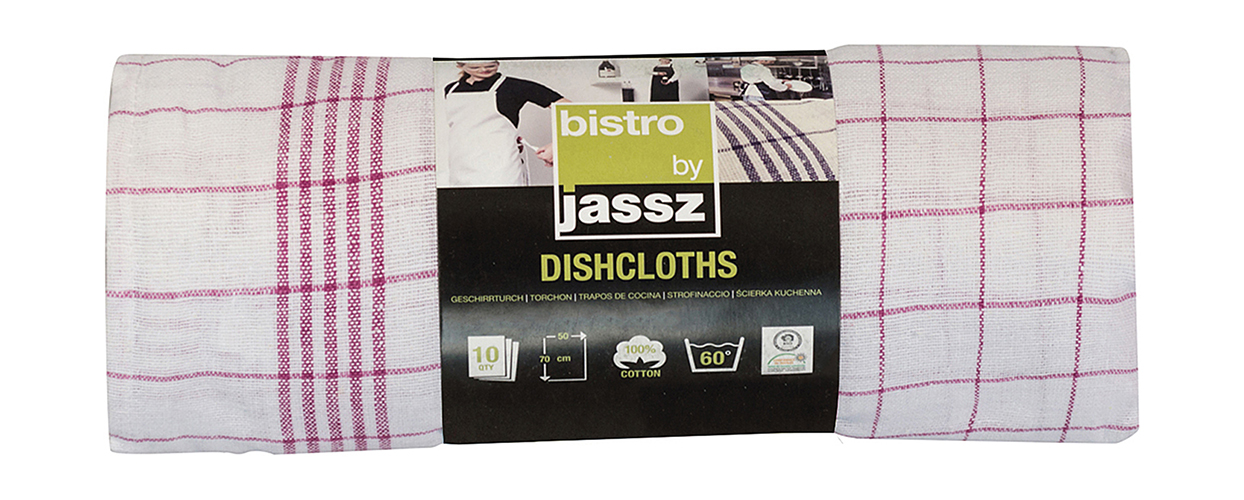 bistro
by
jassz
DISHCLOTHS
GESCHIRRTURCH | TORCHON | TRAPOS DE COCINA | STROFINACCIO | ŚCIERKA KUCHENNA
10
QTY
50
70 cm
100%
COTTON
60°